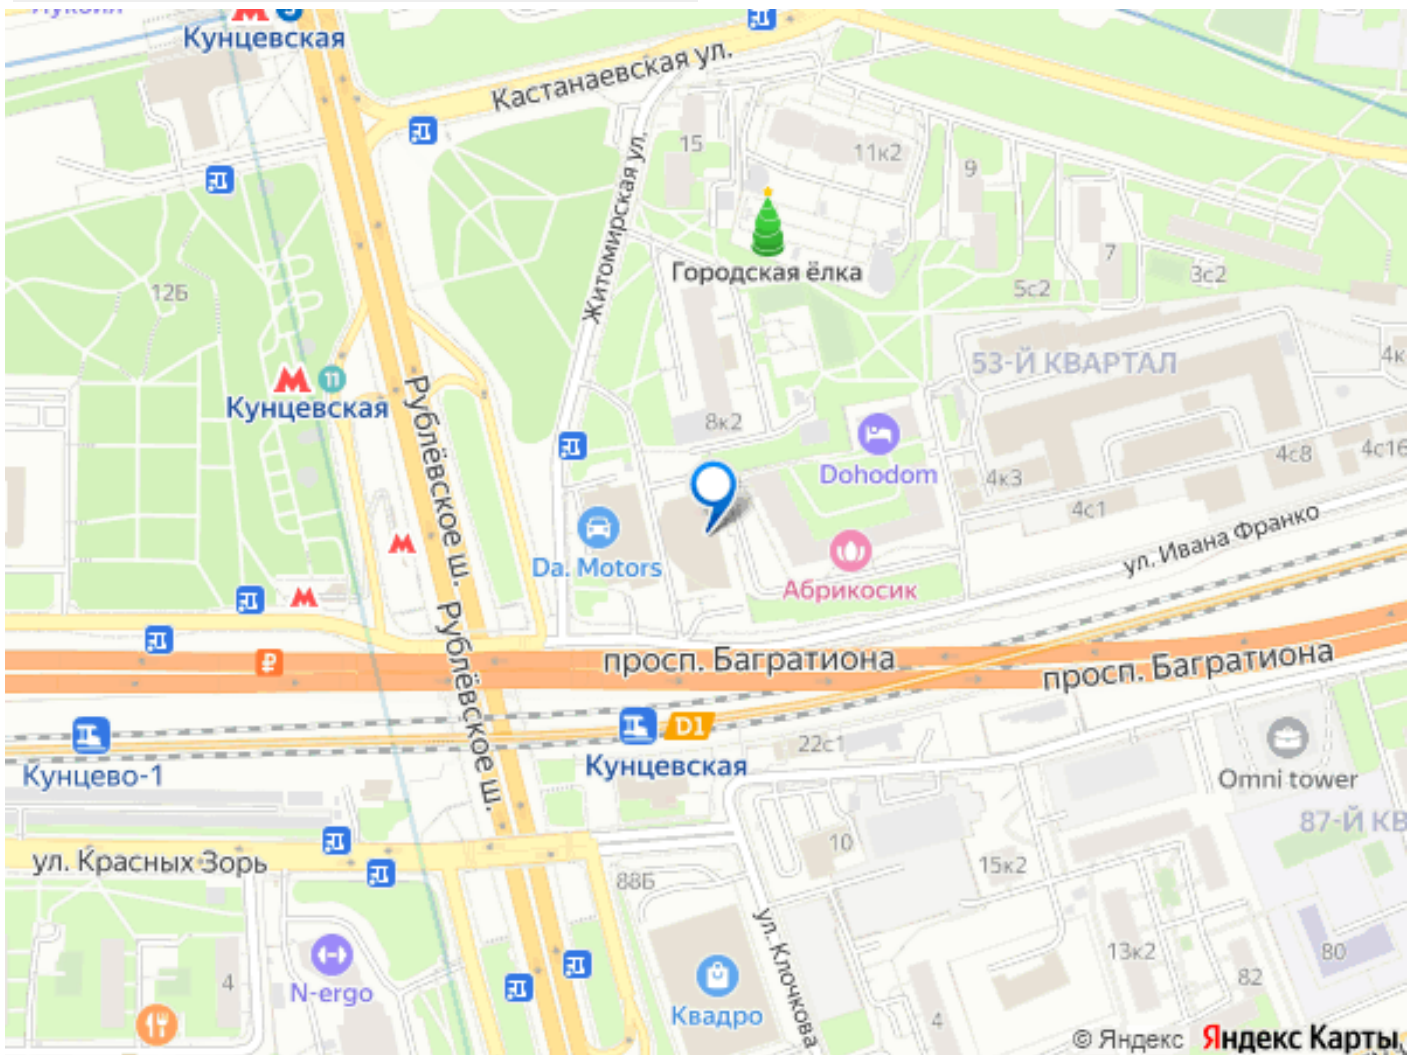 Лукойл
М 3
Кунцевская
Кастанаевская ул.
Житомирская ул.
15
11к2
9
Городская ёлка
7
5с2
3с2
12Б
М 11
Кунцевская
53-Й КВАРТАЛ
4к
Рублёвское ш.
8к2
Dohodom
4к3
4с8
4с16
4с1
ул. Ивана Франко
М
Da. Motors
Абрикосик
М
₽
Рублёвское ш.
просп. Багратиона
просп. Багратиона
D1
Кунцевская
22с1
Кунцево-1
Omni tower
87-Й КВ
ул. Красных Зорь
10
15к2
88Б
ул. Клочкова
13к2
80
82
4
N-ergo
Квадро
4
© Яндекс Яндекс Карты